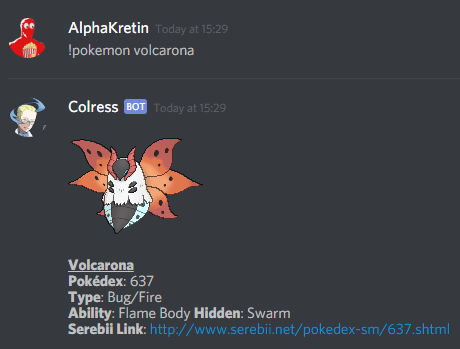 AlphaKretin Today at 15:29
!pokemon volcarona
Colress BOT Today at 15:29
Volcarona
Pokédex: 637
Type: Bug/Fire
Ability: Flame Body Hidden: Swarm
Serebii Link: http://www.serebii.net/pokedex-sm/637.shtml